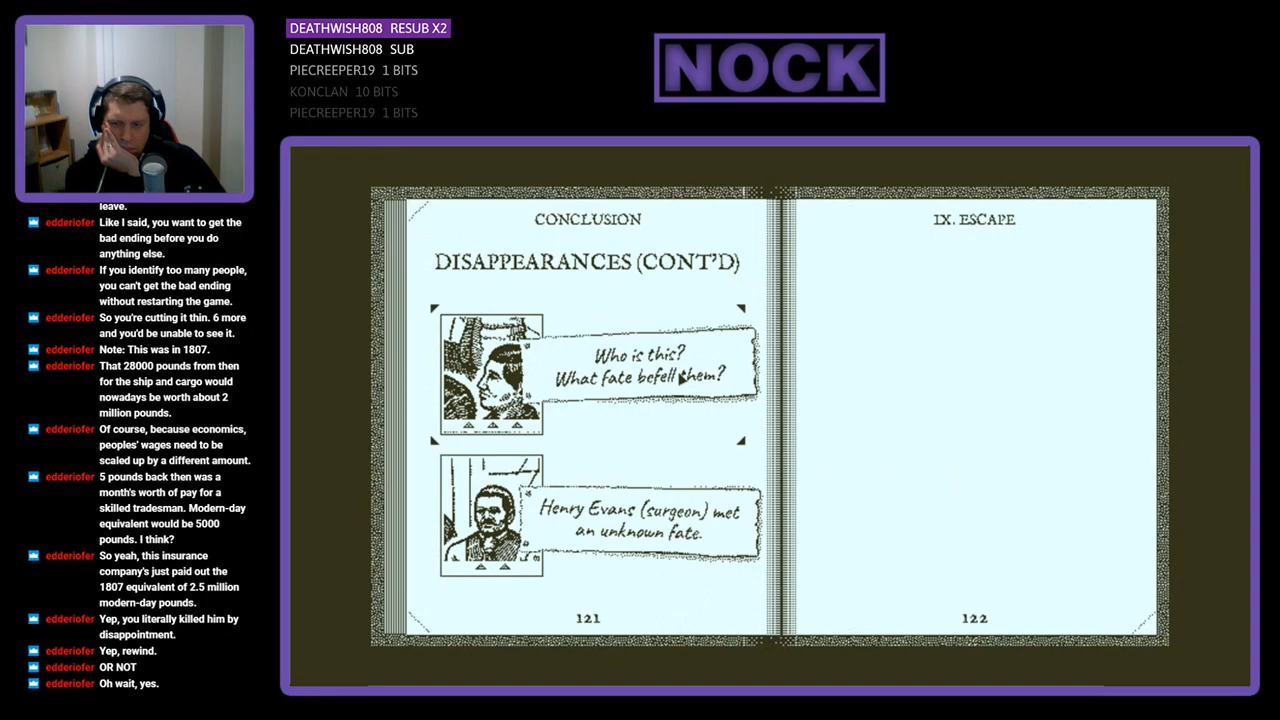 DEATHWISH808 RESUB X2
DEATHWISH808 SUB
PIECREEPER19 1 BITS
KONCLAN 10 BITS
PIECREEPER19 1 BITS
NOCK
leave.
edderiofer Like I said, you want to get the
bad ending before you do
anything else.
edderiofer If you identify too many people,
you can't get the bad ending
without restarting the game.
edderiofer So you're cutting it thin. 6 more
and you'd be unable to see it.
edderiofer Note: This was in 1807.
edderiofer That 28000 pounds from then
for the ship and cargo would
nowadays be worth about 2
million pounds.
edderiofer Of course, because economics,
peoples' wages need to be
scaled up by a different amount.
edderiofer 5 pounds back then was a
month's worth of pay for a
skilled tradesman. Modern-day
equivalent would be 5000
pounds. I think?
edderiofer So yeah, this insurance
company's just paid out the
1807 equivalent of 2.5 million
modern-day pounds.
edderiofer Yep, you literally killed him by
disappointment.
edderiofer Yep, rewind.
edderiofer OR NOT
edderiofer Oh wait, yes.
CONCLUSION
DISAPPEARANCES (CONT'D)
Who is this?
What fate befell them?
Henry Evans (surgeon) met
an unknown fate.
121
IX. ESCAPE
122